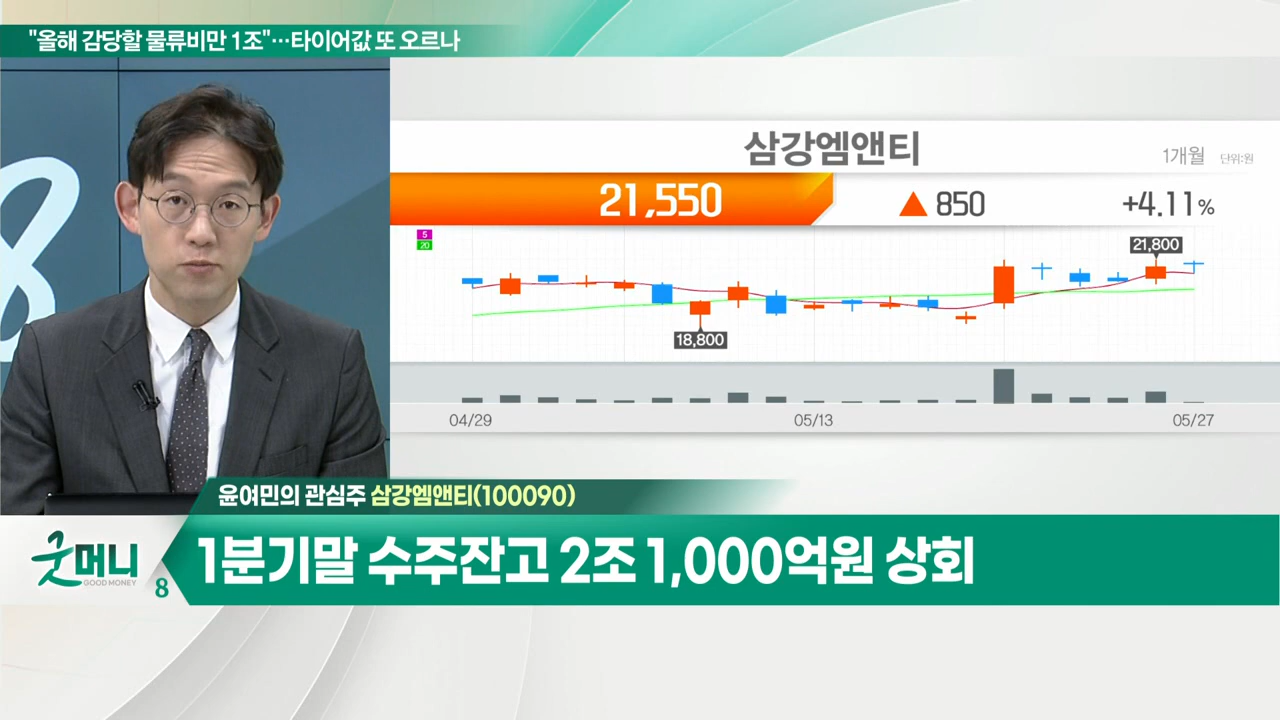 "올해 감당할 물류비만 1조"…타이어값 또 오르나
삼강엠앤티
1개월 단위:원
21,550 ▲ 850 +4.11%
5
20
21,800
18,800
04/29 05/13 05/27
윤여민의 관심주 삼강엠앤티(100090)
굿머니
GOOD MONEY
8
1분기말 수주잔고 2조 1,000억원 상회